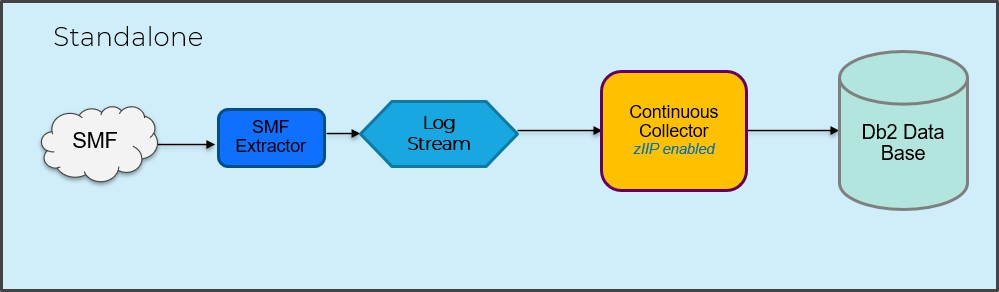 Standalone
SMF
SMF
Extractor
Log
Stream
Continuous
Collector
zIIP enabled
Db2 Data
Base